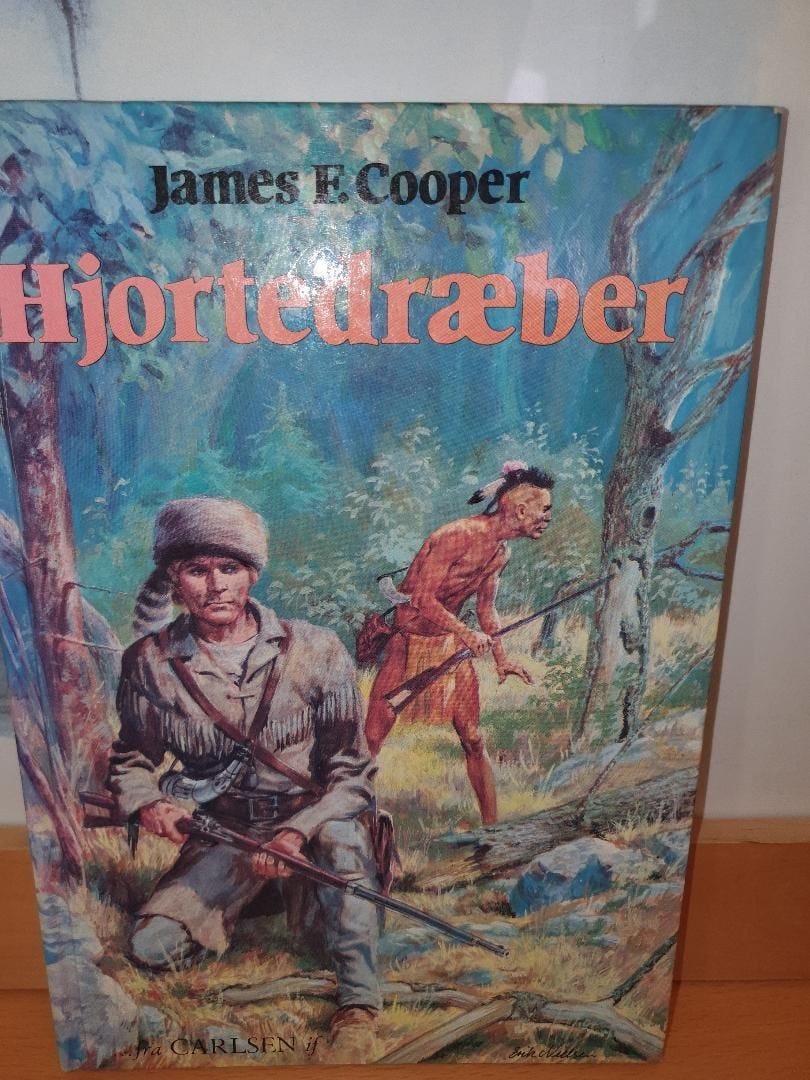 James F. Cooper
Hjortedræber
...fra CARLSEN if